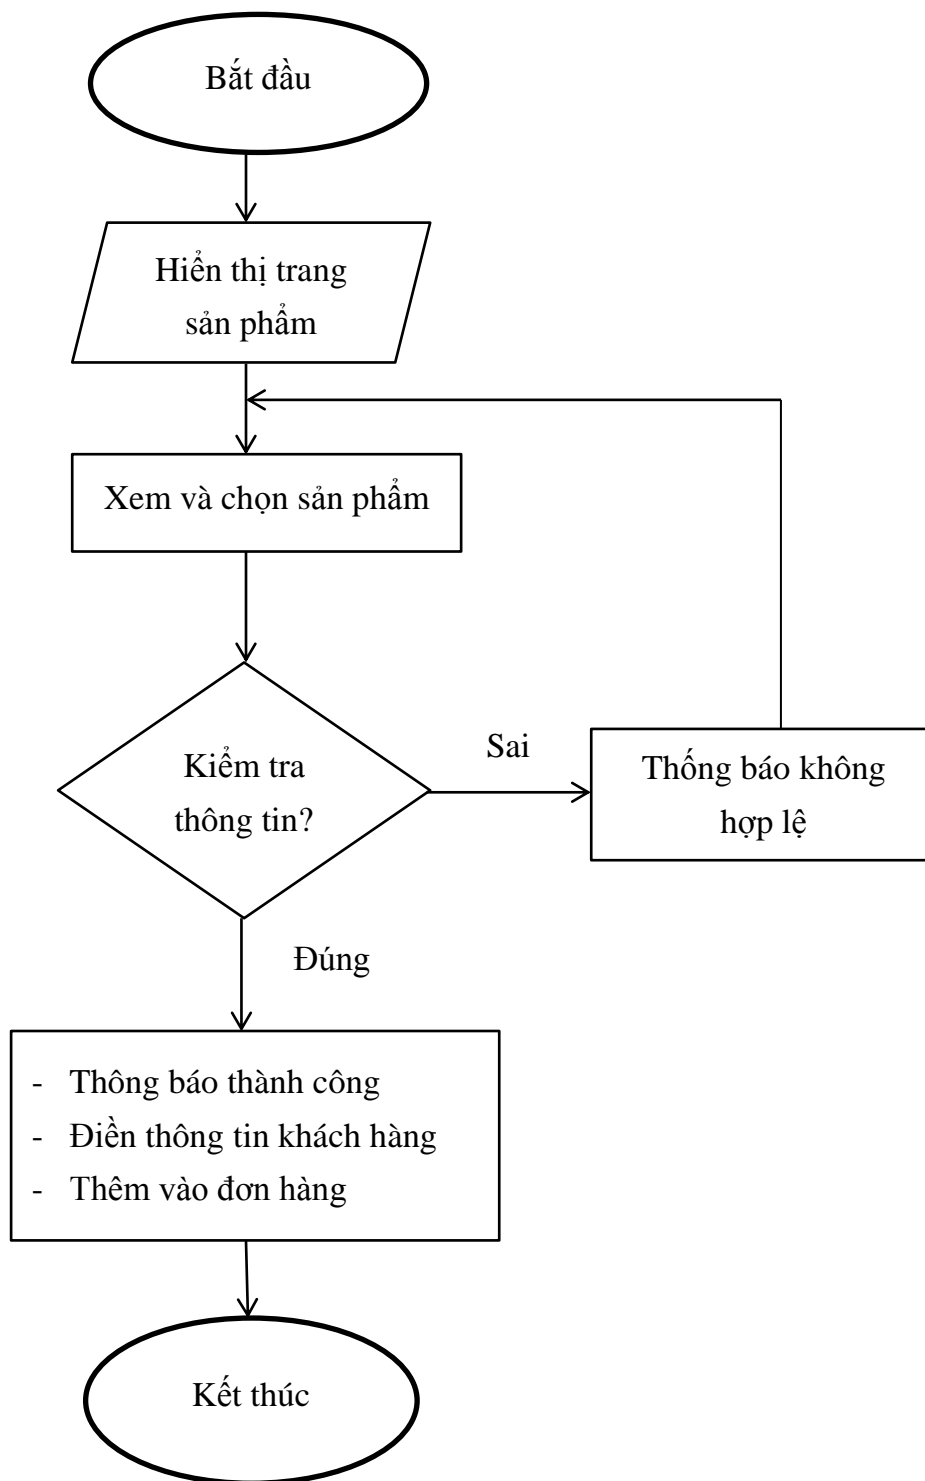 Bắt đầu
Hiển thị trang
sản phẩm
Xem và chọn sản phẩm
Kiểm tra
thông tin?
Sai
Thống báo không
hợp lệ
Đúng
- Thông báo thành công
- Điền thông tin khách hàng
- Thêm vào đơn hàng
Kết thúc